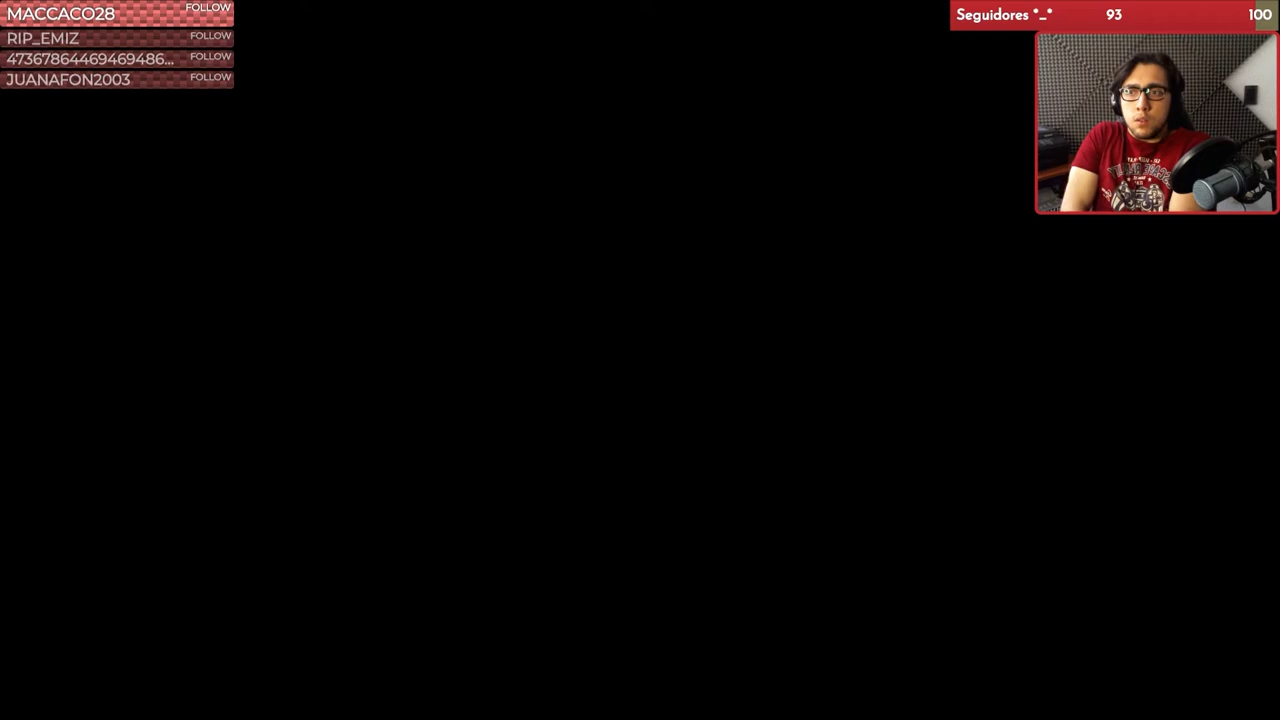 MACCACO28 FOLLOW
RIP_EMIZ FOLLOW
47367864469469486... FOLLOW
JUANAFON2003 FOLLOW
Seguidores *_* 93 100